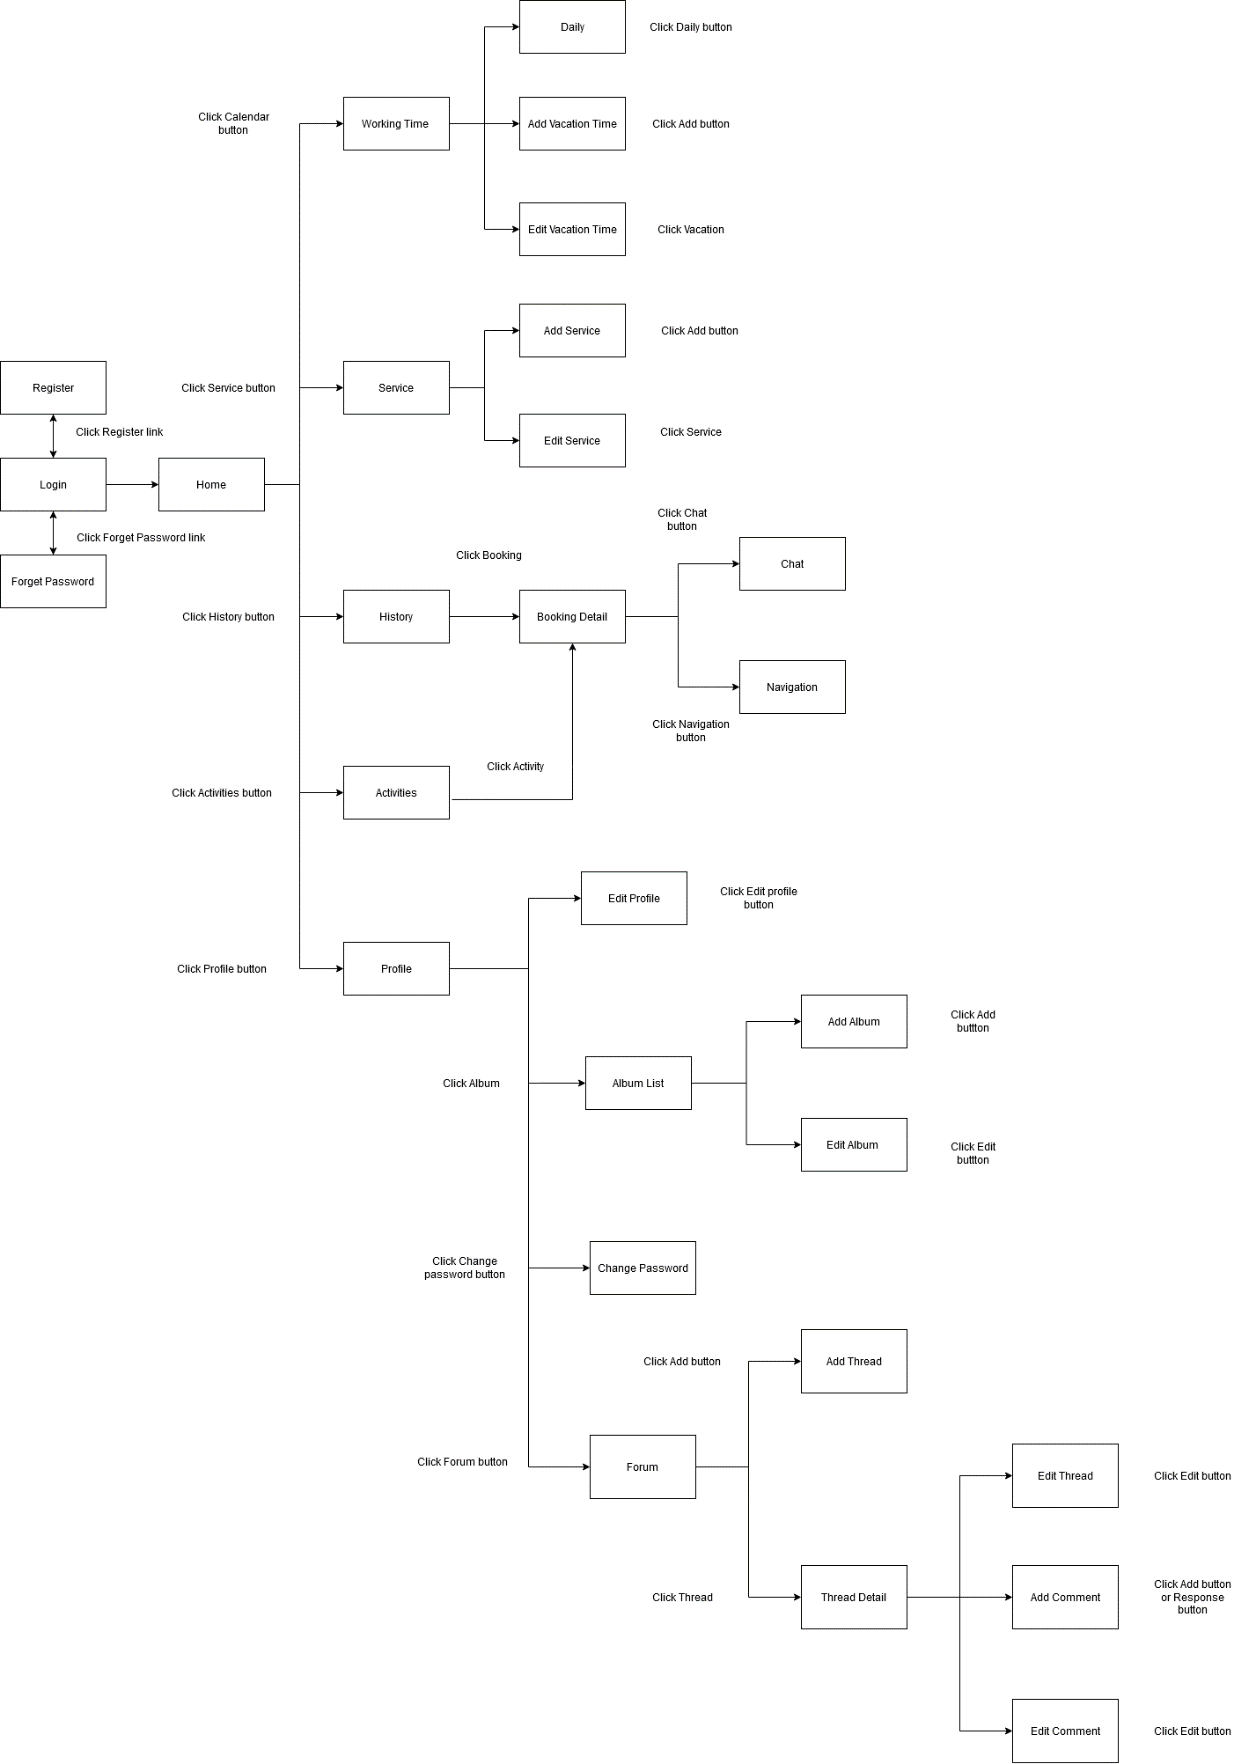 Daily
Click Daily button
Click Calendar
button
Working Time
Add Vacation Time
Click Add button
Edit Vacation Time
Click Vacation
Add Service
Click Add button
Register
Click Service button
Service
Click Register link
Edit Service
Click Service
Login
Home
Click Forget Password link
Click Chat
button
Click Booking
Chat
Forget Password
Click History button
History
Booking Detail
Navigation
Click Navigation
button
Click Activity
Click Activities button
Activities
Edit Profile
Click Edit profile
button
Click Profile button
Profile
Add Album
Click Add
buttton
Click Album
Album List
Edit Album
Click Edit
buttton
Click Change
password button
Change Password
Click Add button
Add Thread
Click Forum button
Forum
Edit Thread
Click Edit button
Click Thread
Thread Detail
Add Comment
Click Add button
or Response
button
Edit Comment
Click Edit button